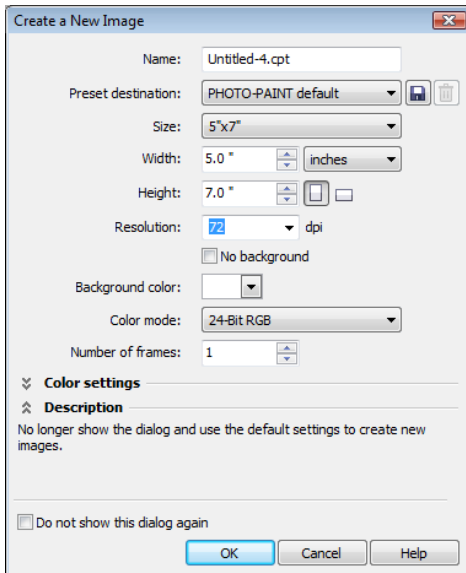 Create a New Image
Name: Untitled-4.cpt
Preset destination: PHOTO-PAINT default
Size: 5"x7"
Width: 5.0 " inches
Height: 7.0 "
Resolution: 72 dpi
No background
Background color:
Color mode: 24-Bit RGB
Number of frames: 1
Color settings
Description
No longer show the dialog and use the default settings to create new
images.
Do not show this dialog again
OK Cancel Help